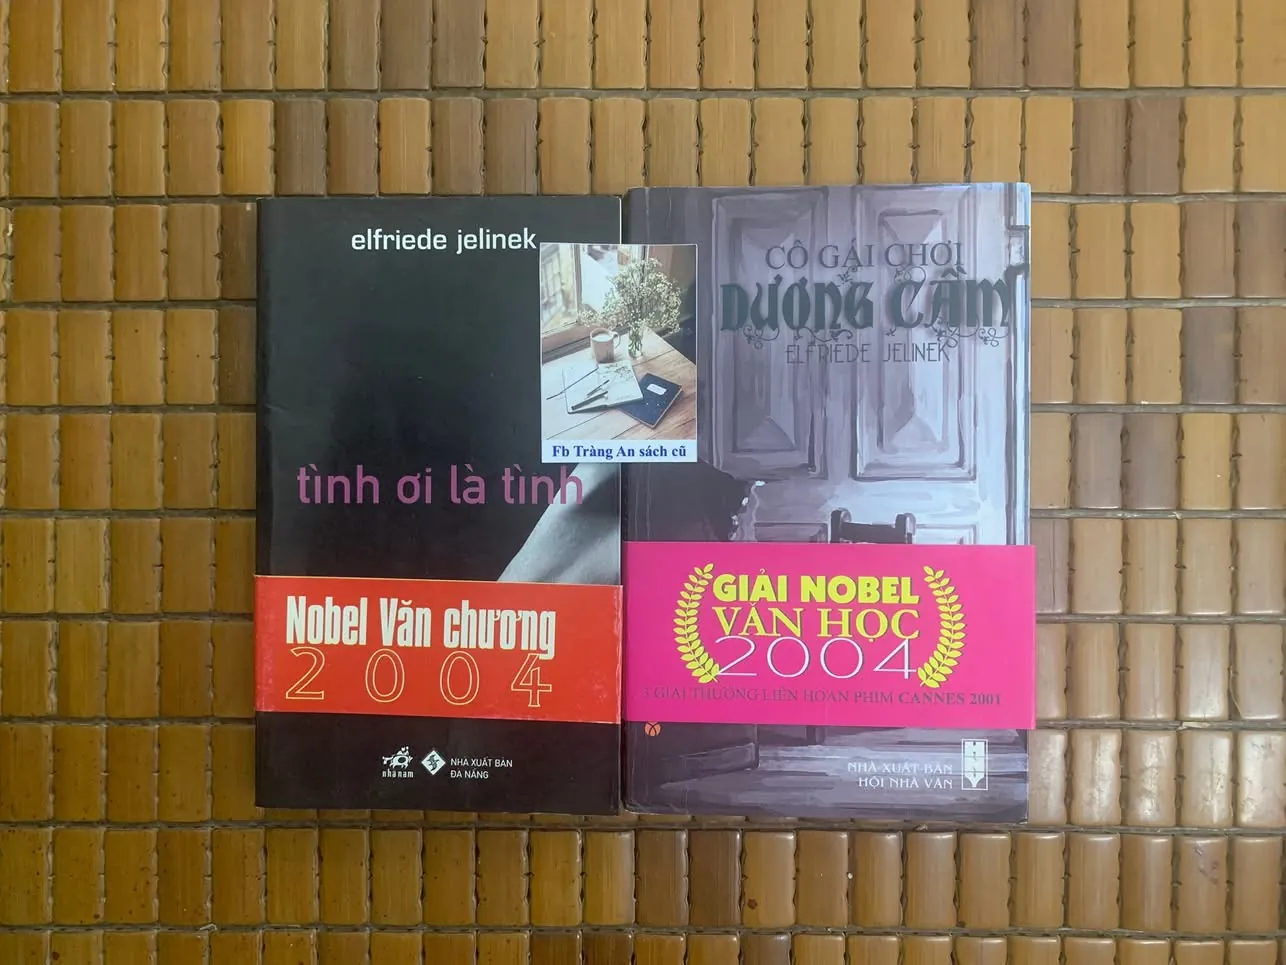 elfriede jelinek
tình ơi là tình
Nobel Văn chương
2004
nhã nam
NHÀ XUẤT BẢN
ĐÀ NẴNG
Fb Tràng An sách cũ
CÔ GÁI CHƠI
DƯƠNG CẦM
ELFRIEDE JELINEK
GIẢI NOBEL
VĂN HỌC
2004
3 GIẢI THƯỞNG LIÊN HOAN PHIM CANNES 2001
NHÀ XUẤT BẢN
HỘI NHÀ VĂN